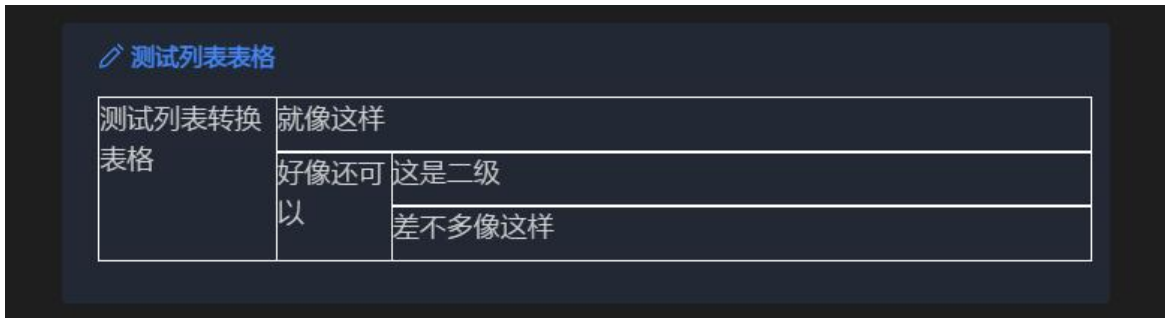 测试列表表格
测试列表转换
表格
就像这样
好像还可
以
这是二级
差不多像这样